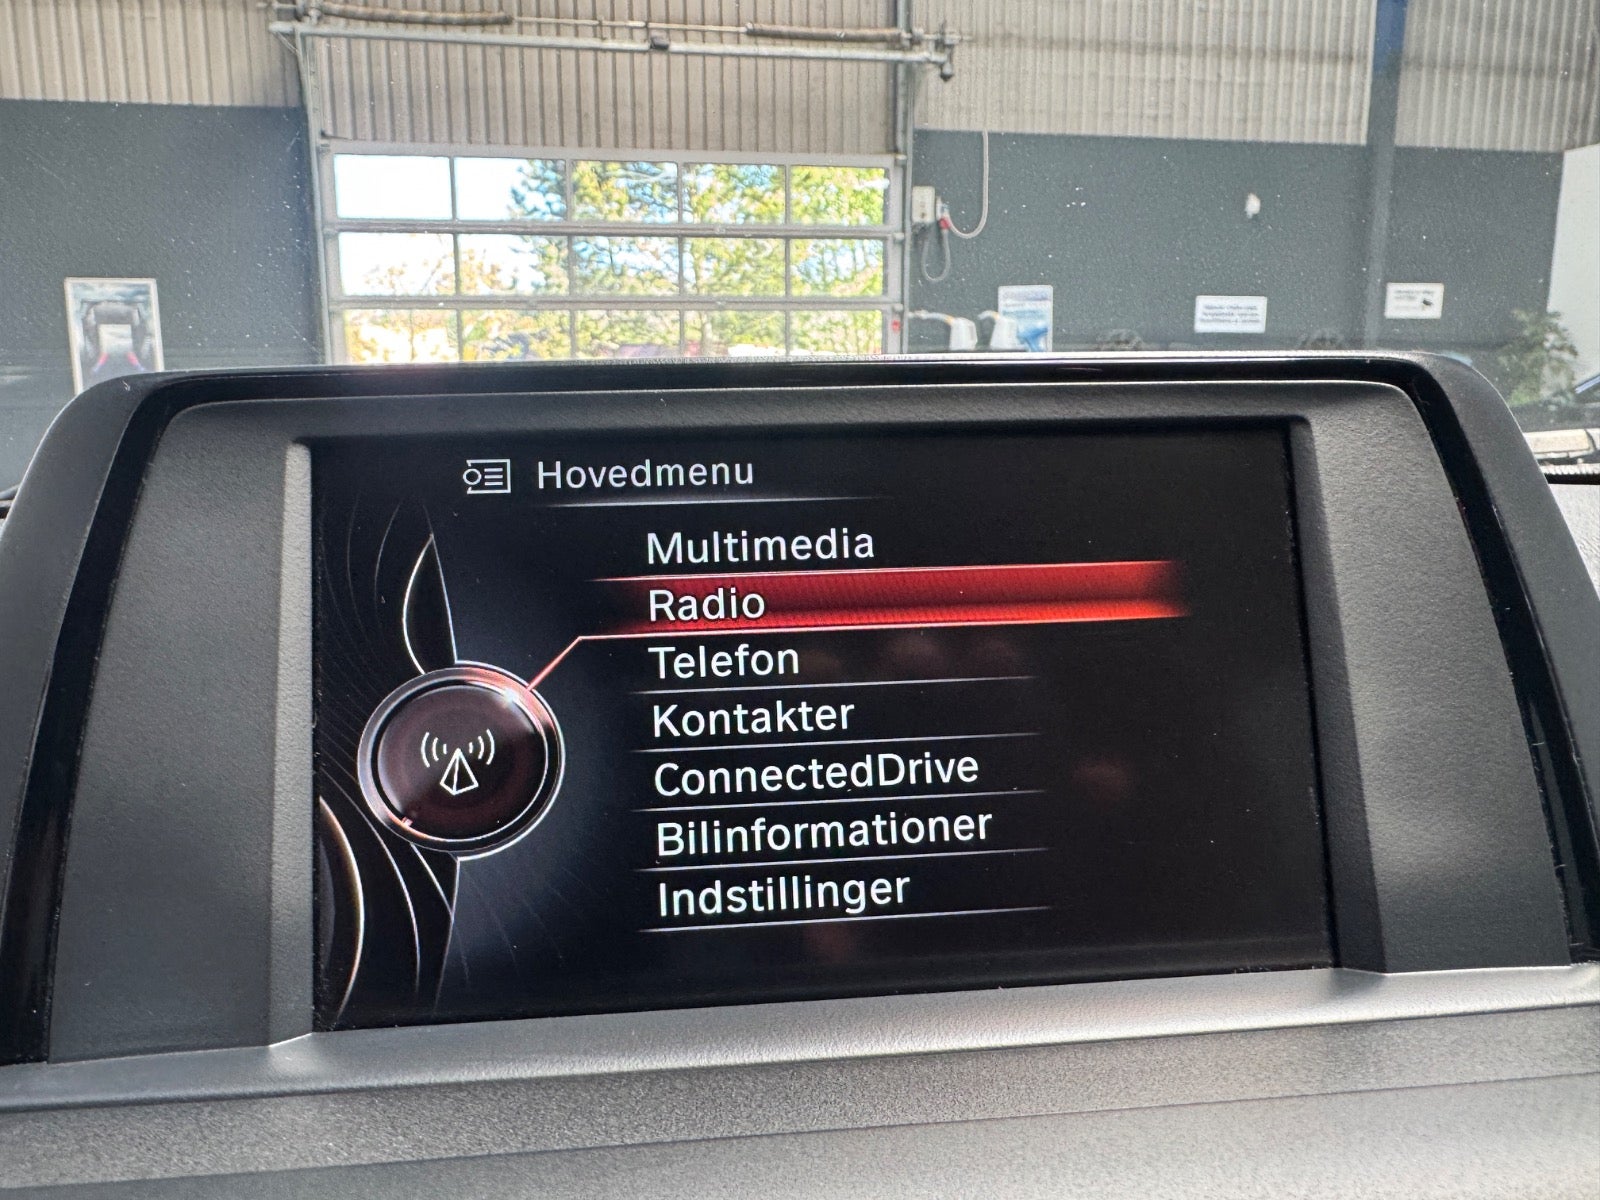 Hovedmenu
Multimedia
Radio
Telefon
Kontakter
ConnectedDrive
Bilinformationer
Indstillinger